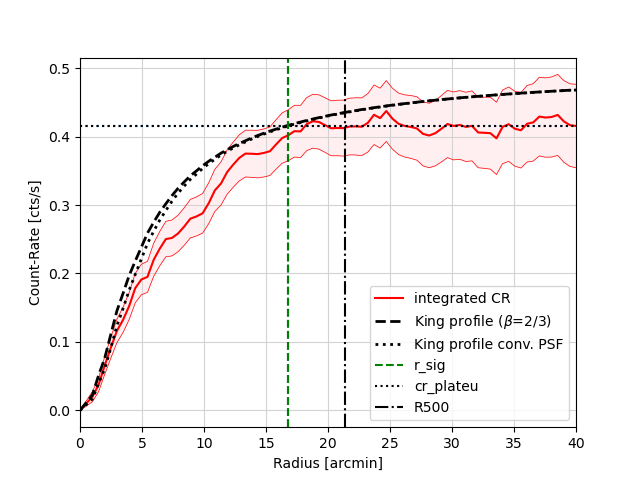 0.5
0.4
0.3
0.2
0.1
0.0
Count-Rate [cts/s]
integrated CR
King profile (β=2/3)
King profile conv. PSF
r_sig
cr_plateu
R500
0 5 10 15 20 25 30 35 40
Radius [arcmin]